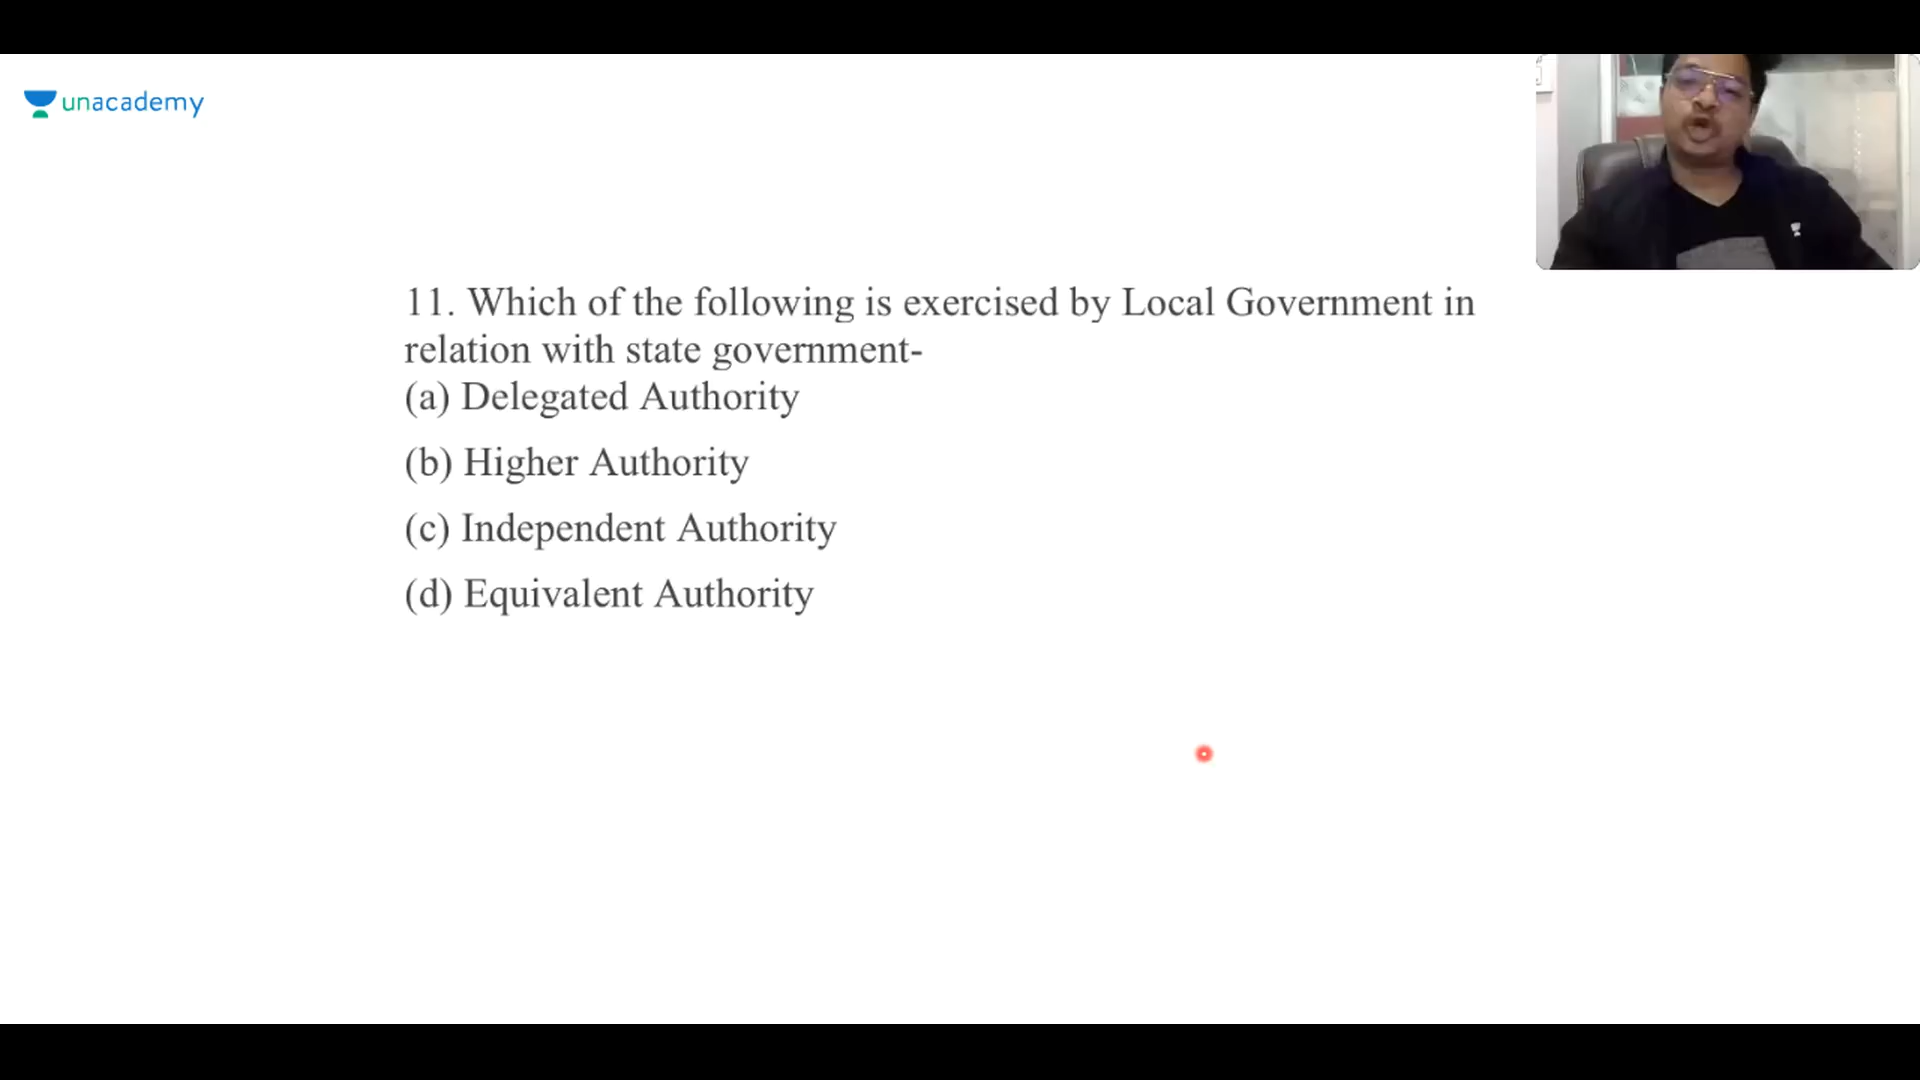 unacademy
11. Which of the following is exercised by Local Government in
relation with state government-
(a) Delegated Authority
(b) Higher Authority
(c) Independent Authority
(d) Equivalent Authority